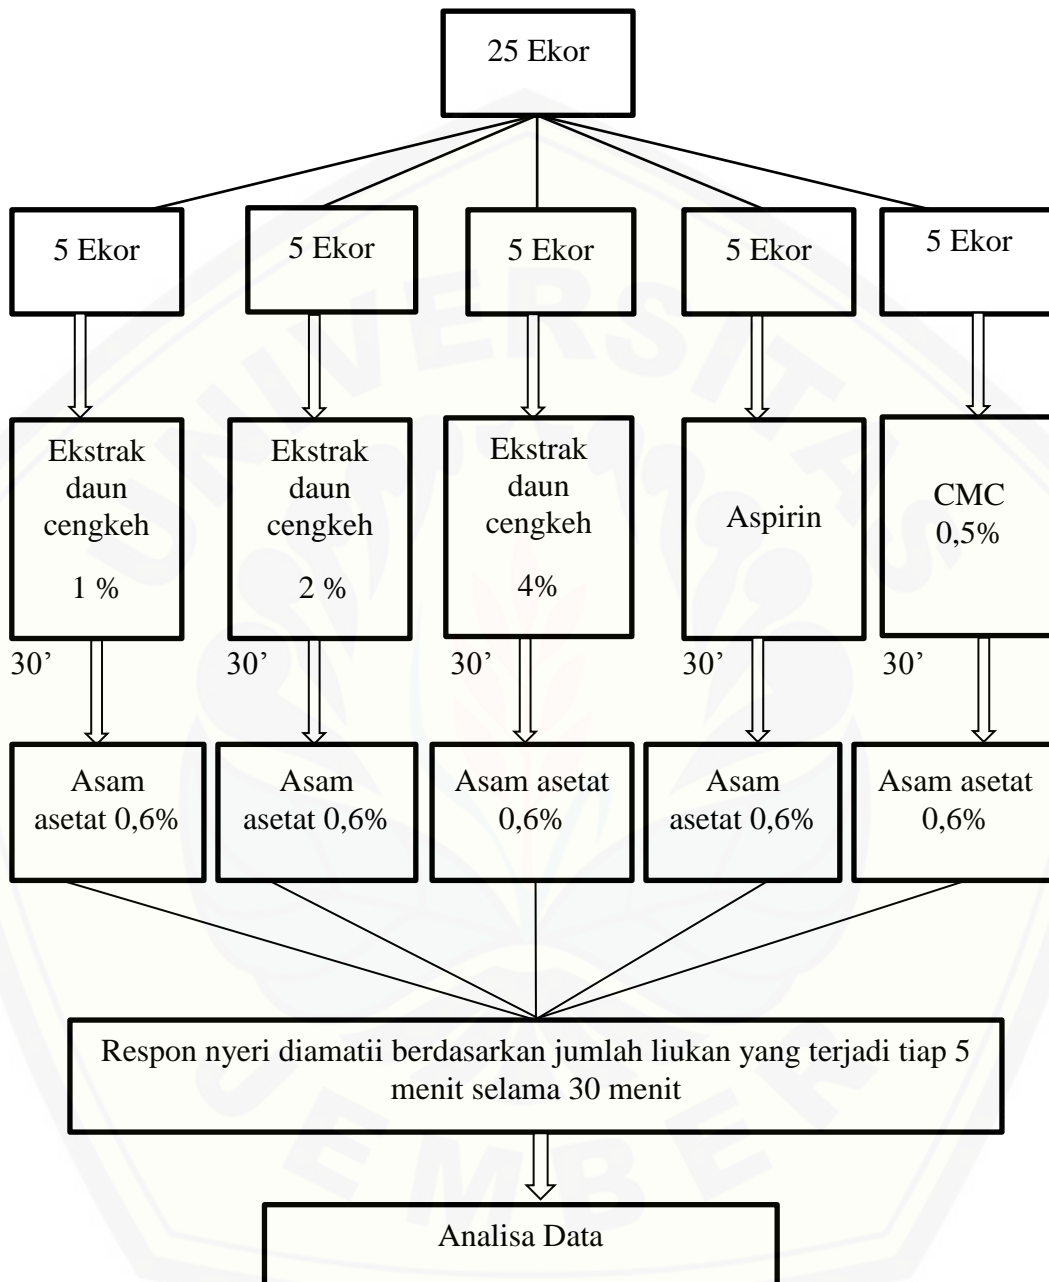 25 Ekor
5 Ekor
5 Ekor
5 Ekor
5 Ekor
5 Ekor
Ekstrak
daun
cengkeh
1 %
Ekstrak
daun
cengkeh
2 %
Ekstrak
daun
cengkeh
4%
Aspirin
CMC
0,5%
30’
30’
30’
30’
30’
Asam
asetat 0,6%
Asam
asetat 0,6%
Asam asetat
0,6%
Asam
asetat 0,6%
Asam asetat
0,6%
Respon nyeri diamatii berdasarkan jumlah liukan yang terjadi tiap 5
menit selama 30 menit
Analisa Data
UNIVERSITAS
JEMBER